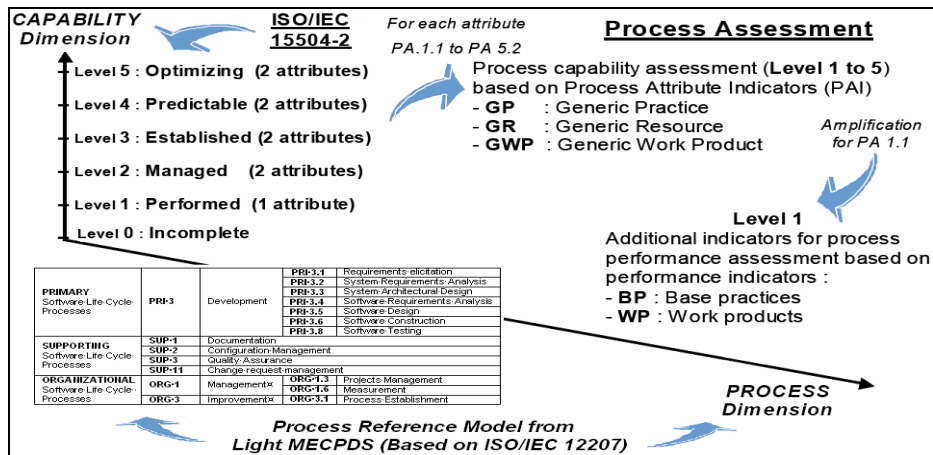 CAPABILITY
Dimension
ISO/IEC
15504-2
For each attribute
PA.1.1 to PA 5.2
Process Assessment
Level 5 : Optimizing (2 attributes)
Level 4 : Predictable (2 attributes)
Level 3 : Established (2 attributes)
Level 2 : Managed (2 attributes)
Level 1 : Performed (1 attribute)
Level 0 : Incomplete
Process capability assessment (Level 1 to 5)
based on Process Attribute Indicators (PAI)
- GP : Generic Practice
- GR : Generic Resource
- GWP : Generic Work Product
Amplification
for PA 1.1
Level 1
Additional indicators for process
performance assessment based on
performance indicators :
- BP : Base practices
- WP : Work products
PRIMARY
Software·Life·Cycle·
Processes
PRI·3
Development
PRI·3.1 Requirements·elicitation
PRI·3.2 System·Requirements·Analysis
PRI·3.3 System·Architectural·Design
PRI·3.4 Software·Requirements·Analysis
PRI·3.5 Software·Design
PRI·3.6 Software·Construction
PRI·3.8 Software·Testing
SUPPORTING
Software·Life·Cycle·
Processes
SUP·1 Documentation
SUP·2 Configuration·Management
SUP·3 Quality·Assurance
SUP·11 Change·request·management
ORGANIZATIONAL
Software·Life·Cycle··
Processes
ORG·1 Management¤
ORG·1.3 Projects·Management
ORG·1.6 Measurement
ORG·3 Improvement¤ ORG·3.1 Process·Establishment
PROCESS
Dimension
Process Reference Model from
Light MECPDS (Based on ISO/IEC 12207)